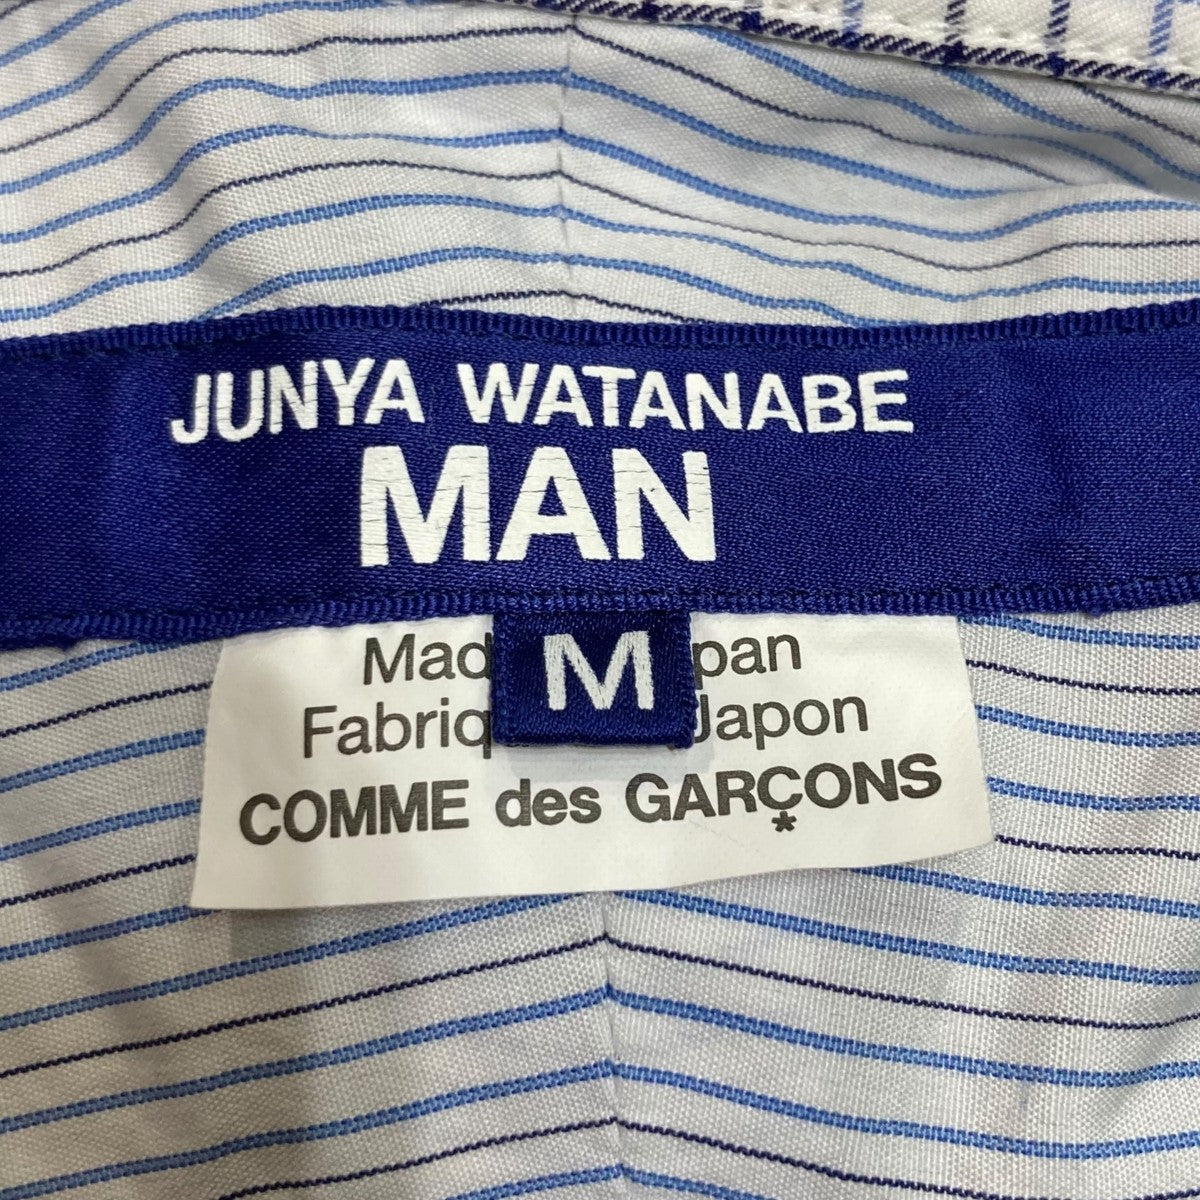 JUNYA WATANABE
MAN
M
Mad pan
Fabriq Japon
COMME des GARÇONS
*